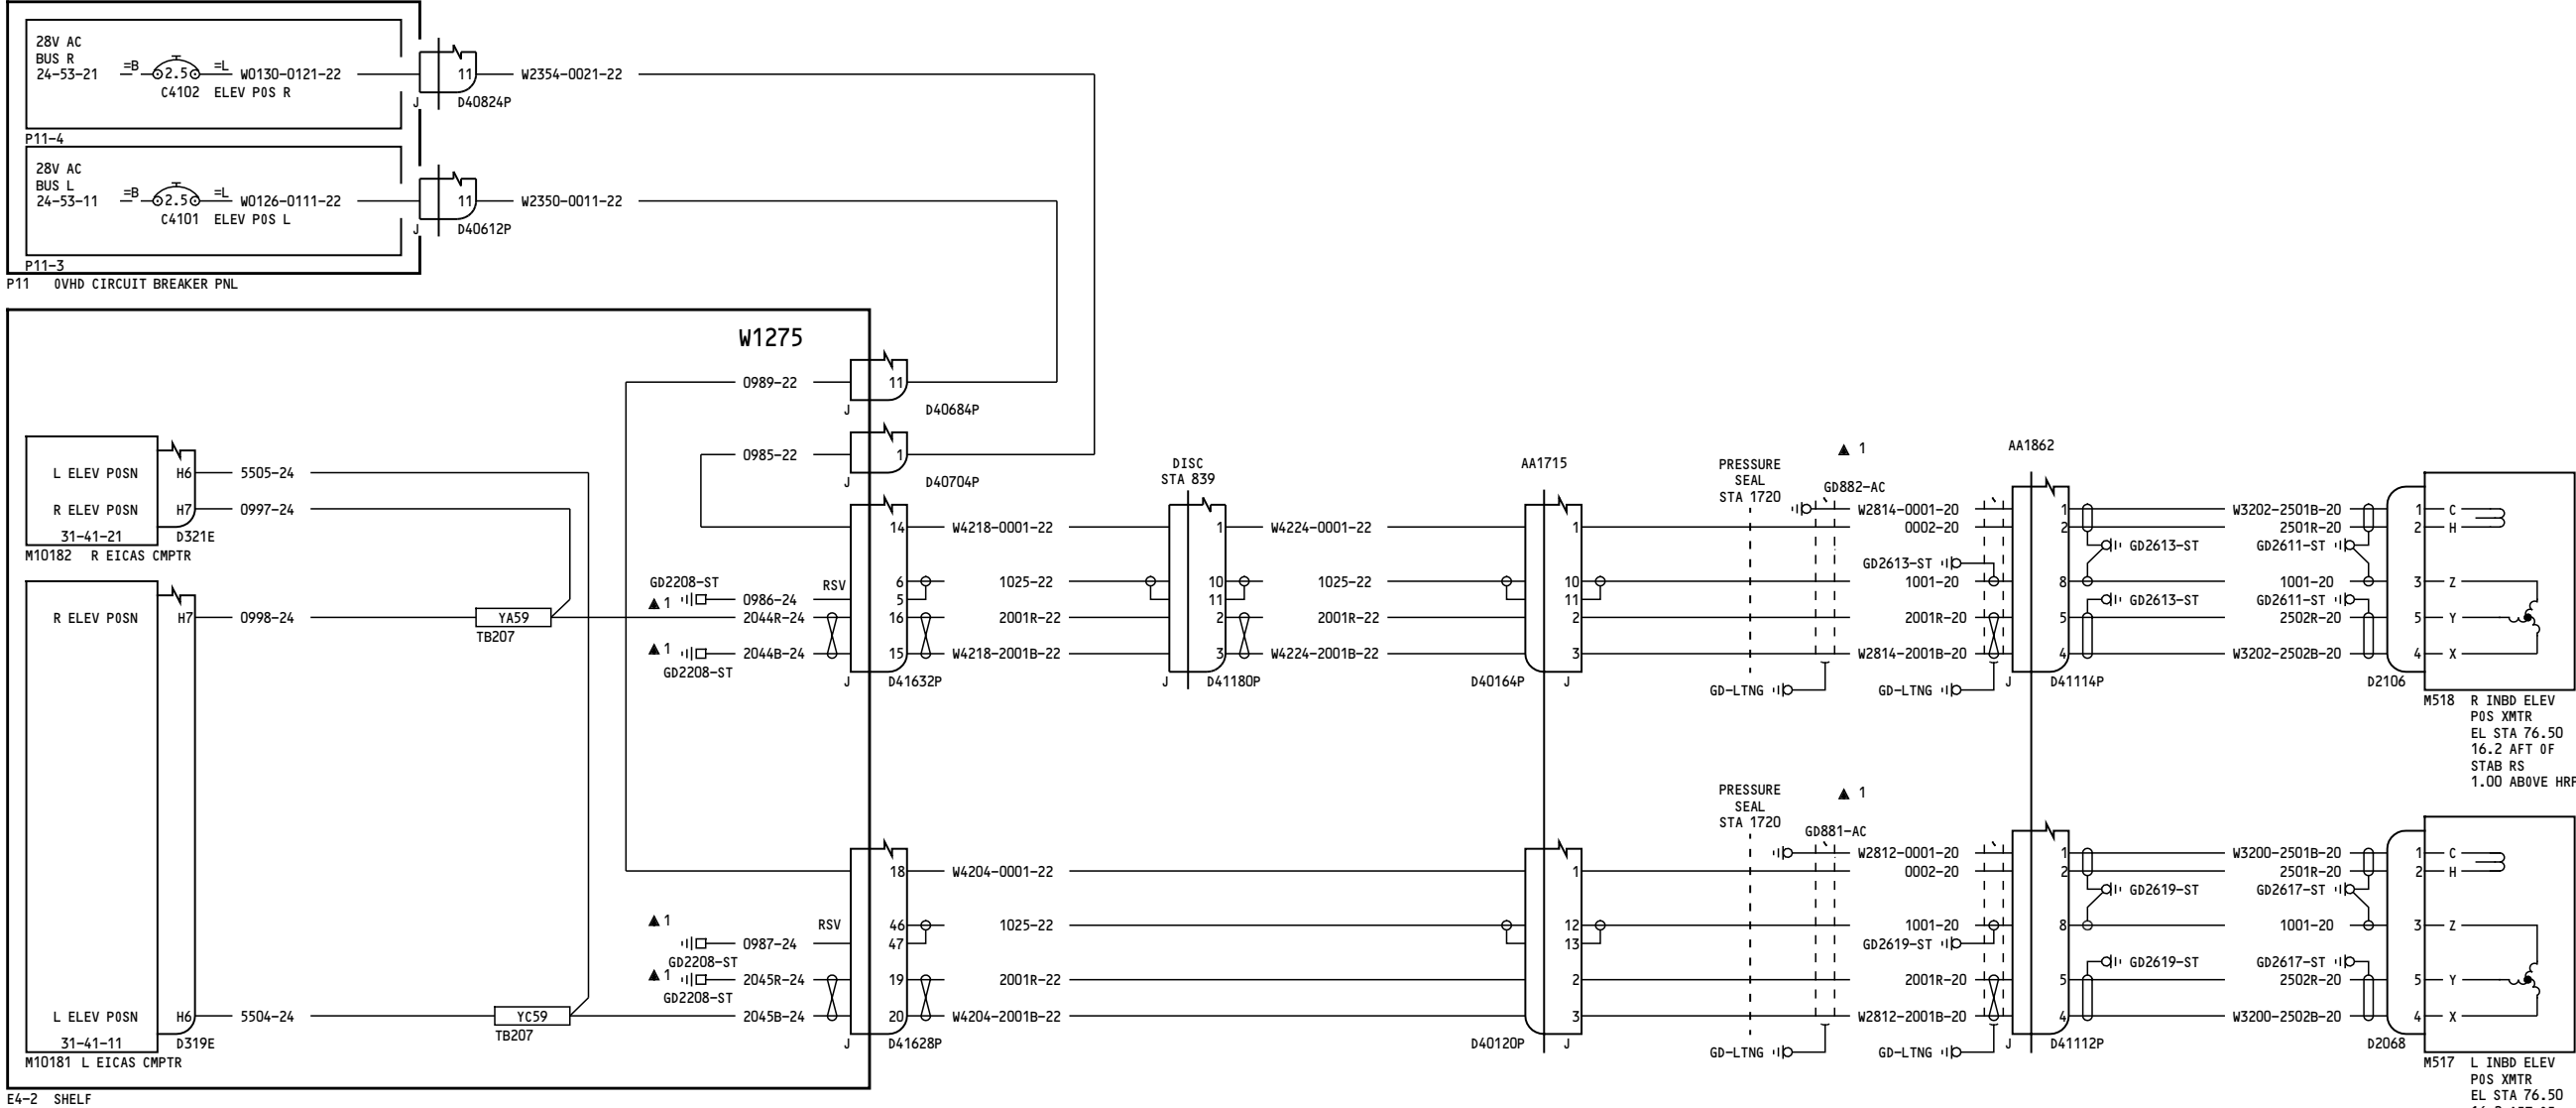 28V AC
BUS R
24-53-21 =B 2.5 =L W0130-0121-22 11 W2354-0021-22
C4102 ELEV POS R
J D40824P
P11-4
28V AC
BUS L
24-53-11 =B 2.5 =L W0126-0111-22 11 W2350-0011-22
C4101 ELEV POS L
J D40612P
P11-3
P11 OVHD CIRCUIT BREAKER PNL
W1275
0989-22 11
J D40684P
0985-22 1
J D40704P
L ELEV POSN H6 5505-24
R ELEV POSN H7 0997-24
31-41-21 D321E
M10182 R EICAS CMPTR
R ELEV POSN H7 0998-24 YA59
TB207
L ELEV POSN H6 5504-24 YC59
TB207
31-41-11 D319E
M10181 L EICAS CMPTR
E4-2 SHELF
DISC
STA 839
AA1715
PRESSURE
SEAL
STA 1720
▲ 1
GD882-AC
AA1862
W2814-0001-20 1 W3202-2501B-20 1 C
14 W4218-0001-22 1 W4224-0001-22 1 0002-20 2 2501R-20 2 H
GD2613-ST GD2611-ST
GD2613-ST
GD2208-ST RSV 6 1025-22 10 1025-22 10 1001-20 8 1001-20 3 Z
▲ 1 0986-24 5 11 11 GD2613-ST GD2611-ST
2044R-24 16 2001R-22 2 2001R-22 2 2001R-20 5 2502R-20 5 Y
▲ 1 2044B-24 15 W4218-2001B-22 3 W4224-2001B-22 3 W2814-2001B-20 4 W3202-2502B-20 4 X
GD2208-ST
J D41632P J D41180P D40164P J GD-LTNG GD-LTNG J D41114P D2106
M518 R INBD ELEV
POS XMTR
EL STA 76.50
16.2 AFT OF
STAB RS
1.00 ABOVE HRP
PRESSURE
SEAL
STA 1720
▲ 1
GD881-AC
W2812-0001-20 1 W3200-2501B-20 1 C
18 W4204-0001-22 1 0002-20 2 2501R-20 2 H
GD2619-ST GD2617-ST
▲ 1 RSV 46 1025-22 12 1001-20 8 1001-20 3 Z
0987-24 47 13 GD2619-ST
GD2208-ST GD2619-ST GD2617-ST
▲ 1 2045R-24 19 2001R-22 2 2001R-20 5 2502R-20 5 Y
GD2208-ST
2045B-24 20 W4204-2001B-22 3 W2812-2001B-20 4 W3200-2502B-20 4 X
J D41628P D40120P J GD-LTNG GD-LTNG J D41112P D2068
M517 L INBD ELEV
POS XMTR
EL STA 76.50